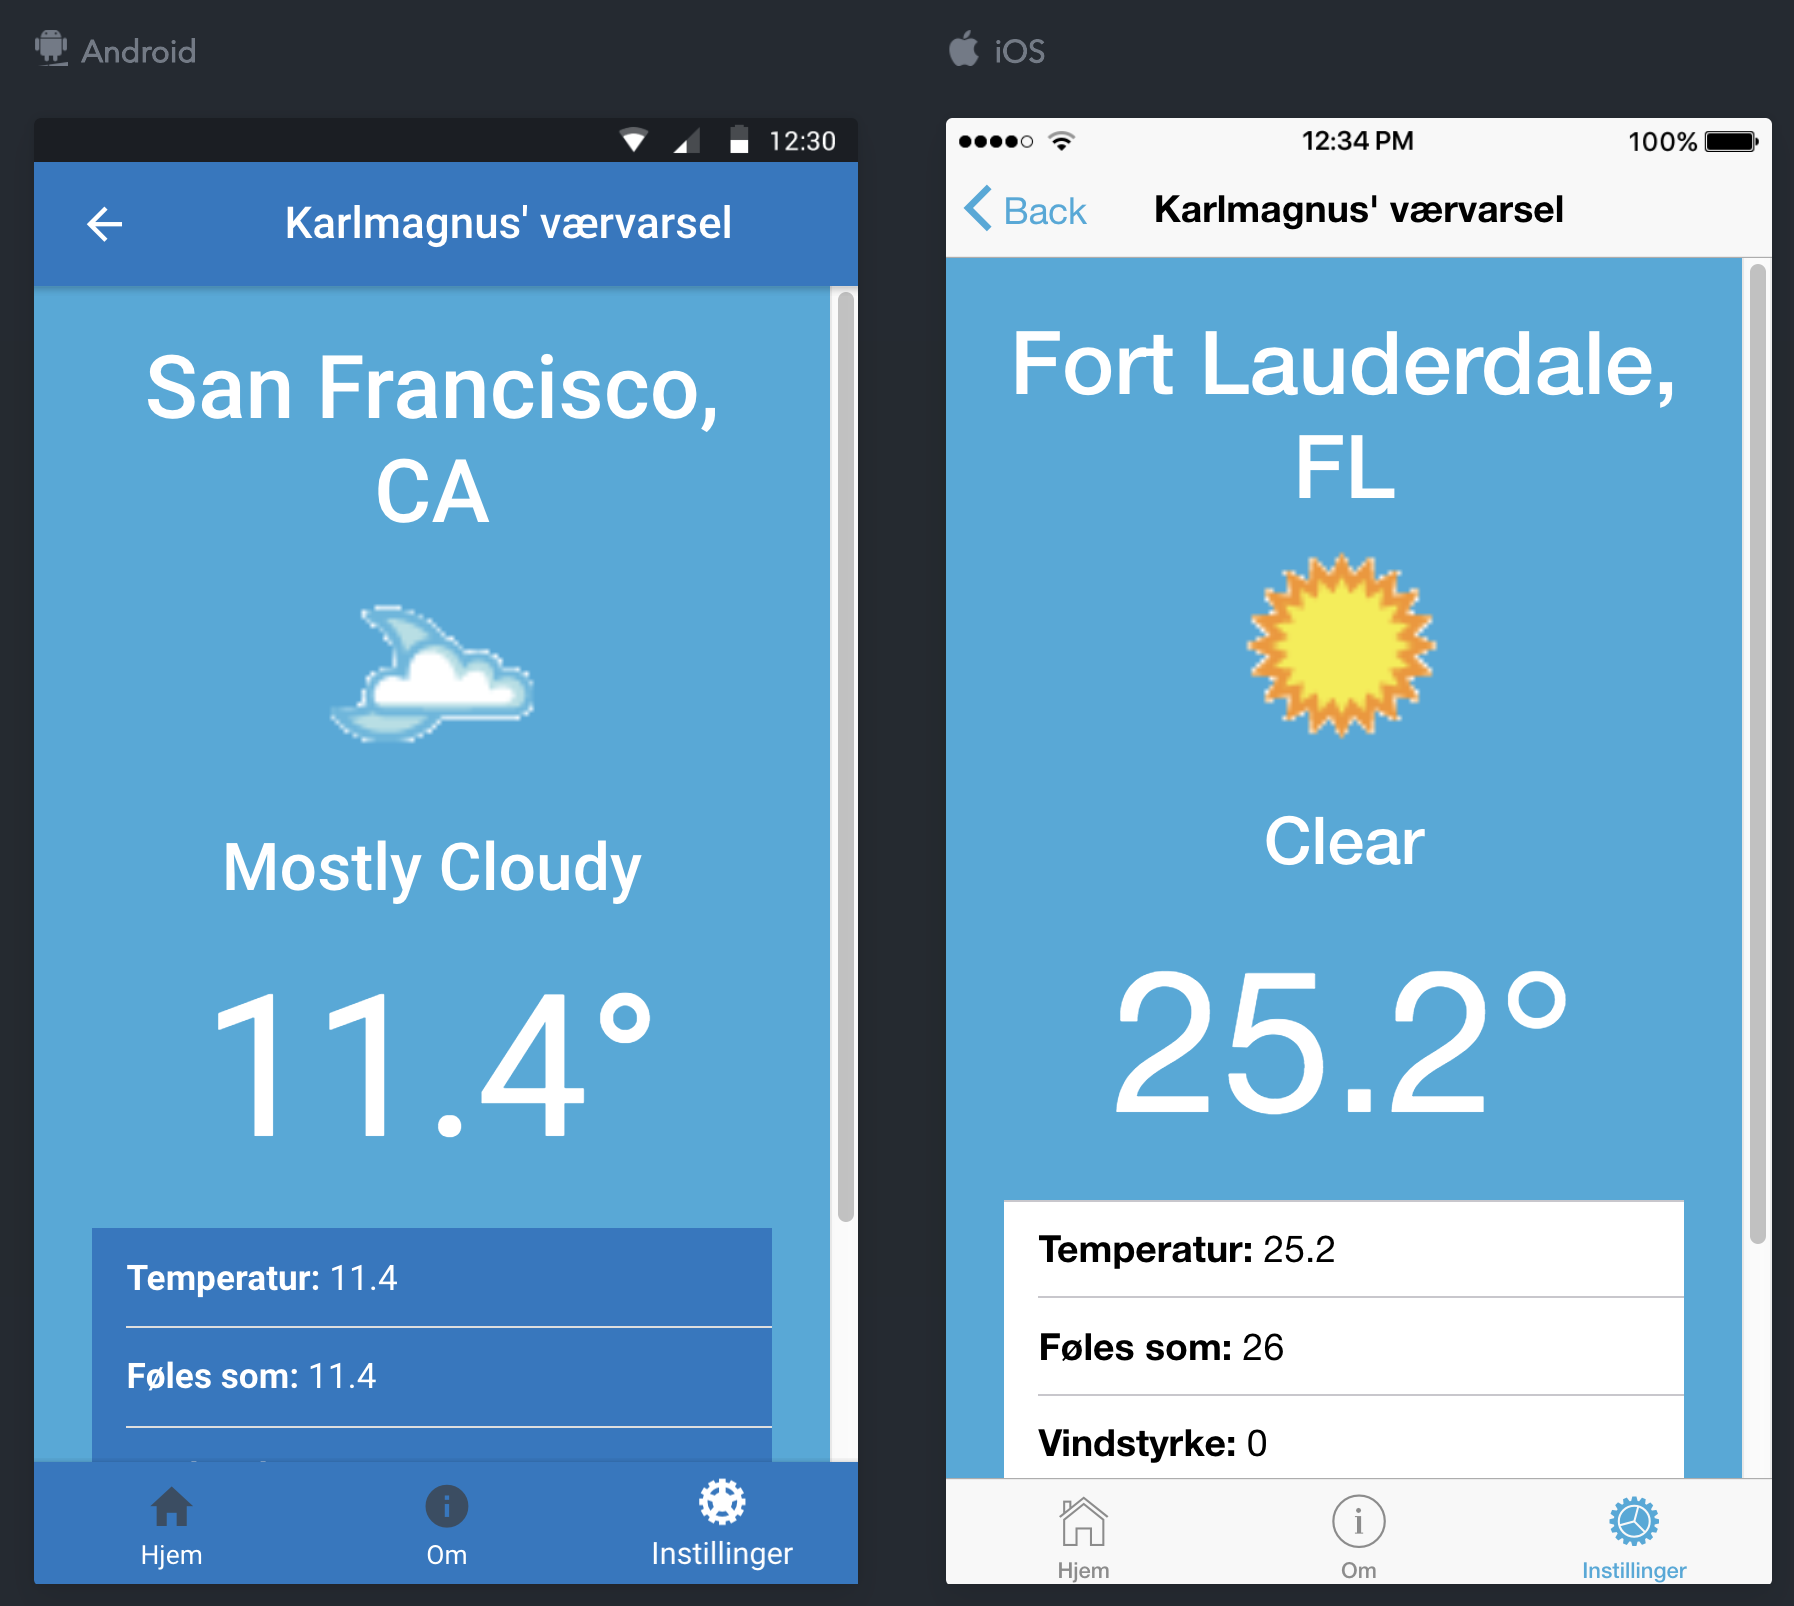 Android
12:30
Karlmagnus' værvarsel
San Francisco,
CA
Mostly Cloudy
11.4°
Temperatur: 11.4
Føles som: 11.4
Hjem
Om
Instillinger
iOS
12:34 PM
100%
Back
Karlmagnus' værvarsel
Fort Lauderdale,
FL
Clear
25.2°
Temperatur: 25.2
Føles som: 26
Vindstyrke: 0
Hjem
Om
Instillinger